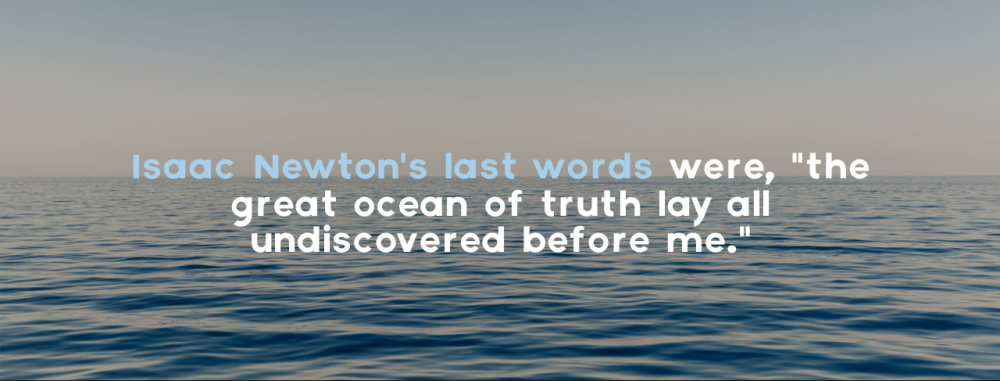 Isaac Newton's last words were, "the
great ocean of truth lay all
undiscovered before me."